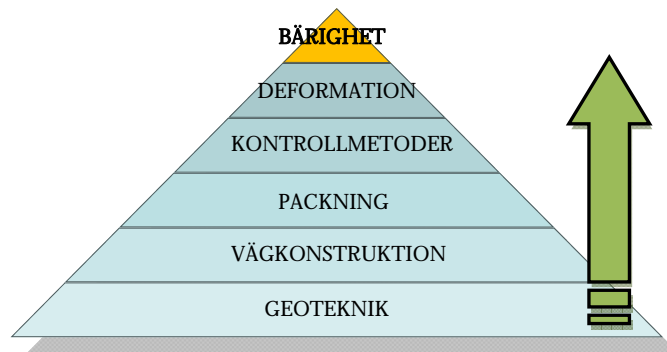 BÄRIGHET
DEFORMATION
KONTROLLMETODER
PACKNING
VÄGKONSTRUKTION
GEOTEKNIK